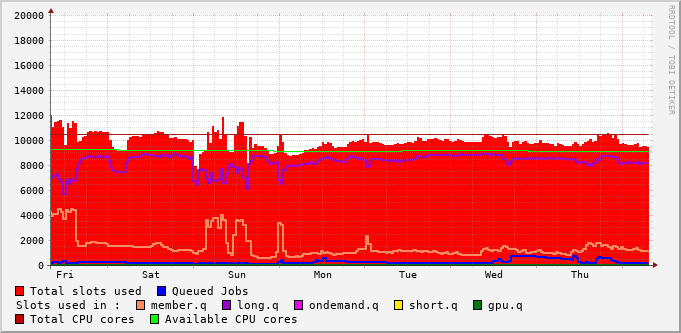 RRDTOOL / TOBI OETIKER
20000
18000
16000
14000
12000
10000
8000
6000
4000
2000
0
Fri Sat Sun Mon Tue Wed Thu
Total slots used Queued Jobs
Slots used in : member.q long.q ondemand.q short.q gpu.q
Total CPU cores Available CPU cores